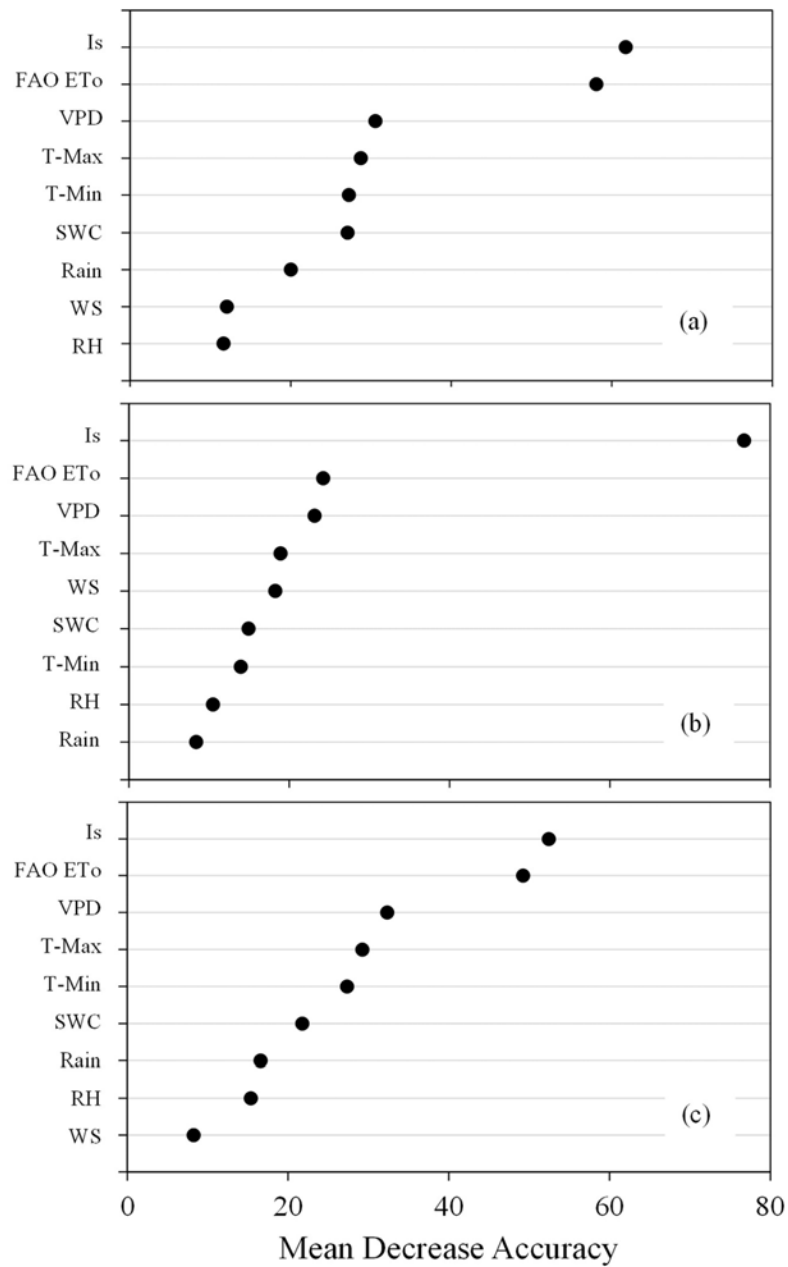 Is
FAO ETo
VPD
T-Max
T-Min
SWC
Rain
WS
RH
(a)
Is
FAO ETo
VPD
T-Max
WS
SWC
T-Min
RH
Rain
(b)
Is
FAO ETo
VPD
T-Max
T-Min
SWC
Rain
RH
WS
(c)
0 20 40 60 80
Mean Decrease Accuracy